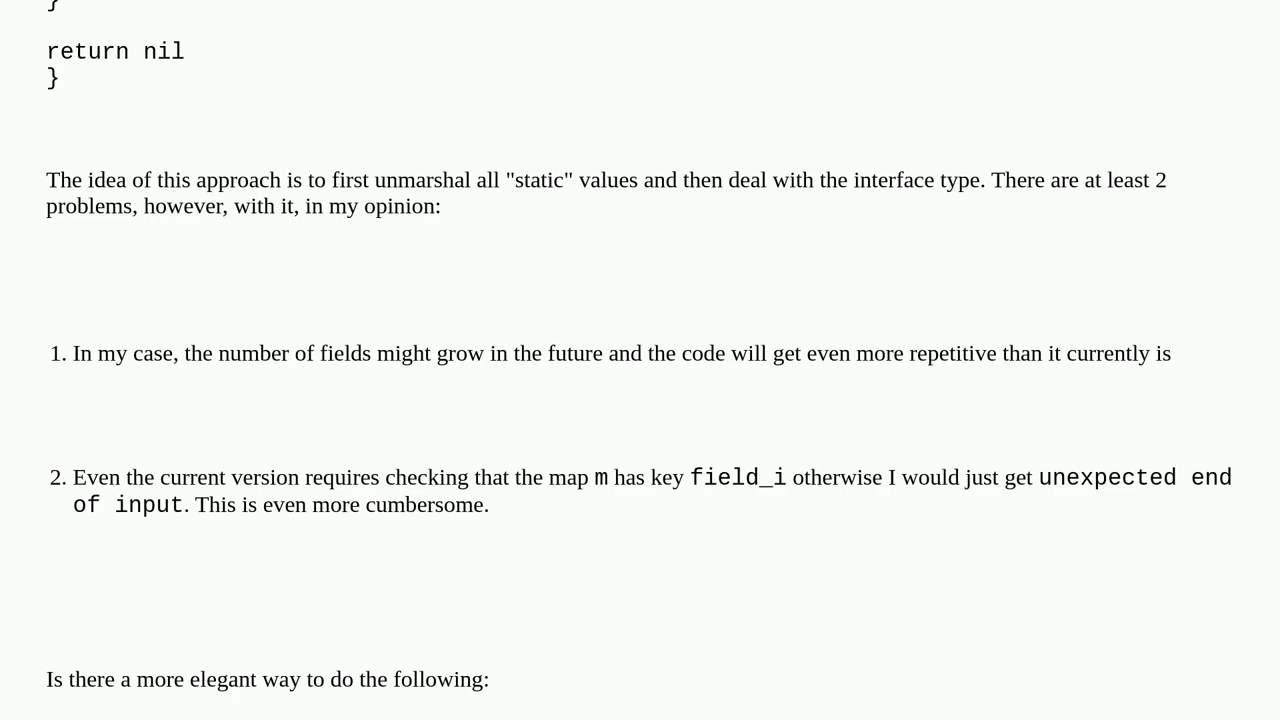 }
return nil
}
The idea of this approach is to first unmarshal all "static" values and then deal with the interface type. There are at least 2
problems, however, with it, in my opinion:
1. In my case, the number of fields might grow in the future and the code will get even more repetitive than it currently is
2. Even the current version requires checking that the map m has key field_i otherwise I would just get unexpected end
of input. This is even more cumbersome.
Is there a more elegant way to do the following: